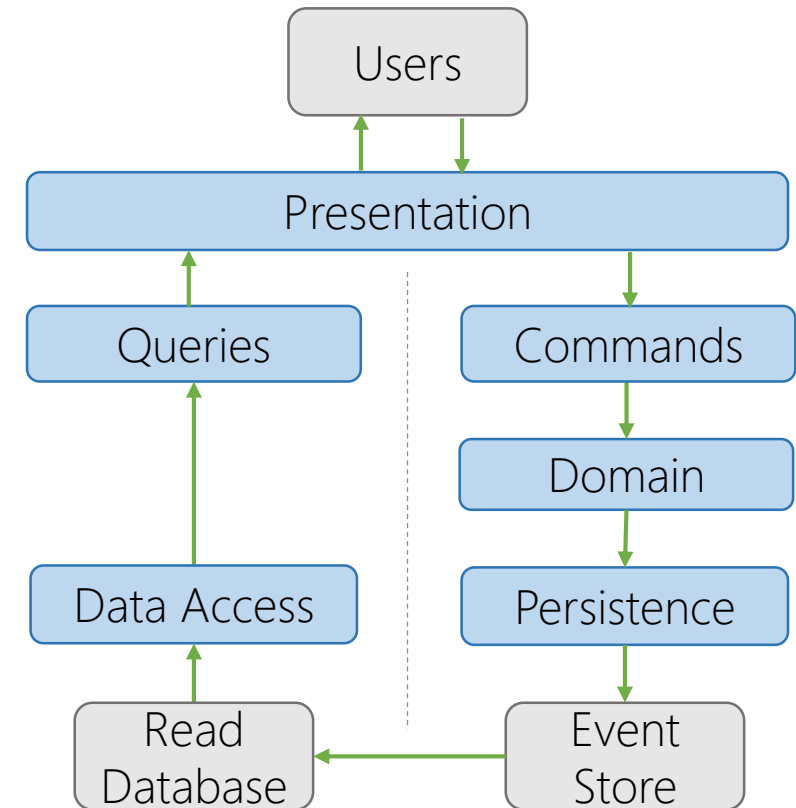 Users
Presentation
Queries
Commands
Domain
Data Access
Persistence
Read
Database
Event
Store